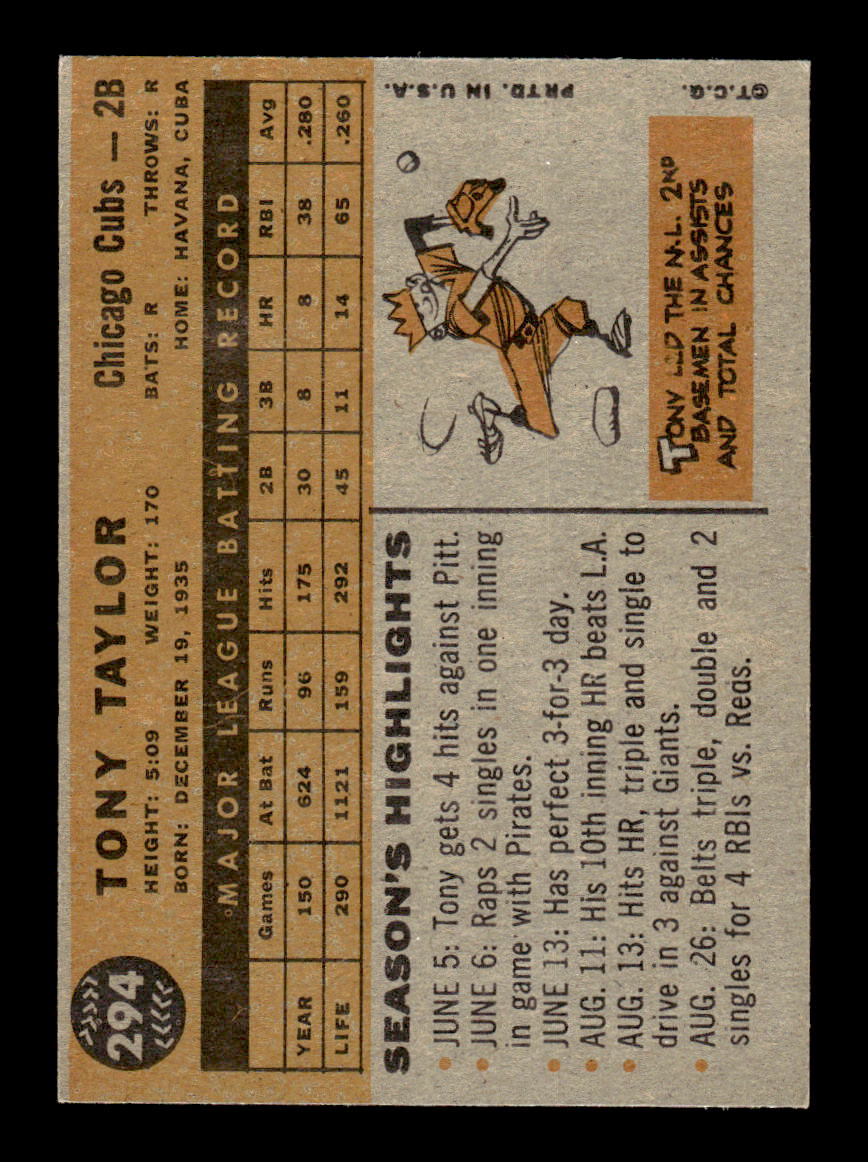 294
TONY TAYLOR Chicago Cubs — 2B
HEIGHT: 5:09 WEIGHT: 170 BATS: R THROWS: R
BORN: DECEMBER 19, 1935 HOME: HAVANA, CUBA
MAJOR LEAGUE BATTING RECORD
Games At Bat Runs Hits 2B 3B HR RBI Avg
YEAR 150 624 96 175 30 8 8 38 .280
LIFE 290 1121 159 292 45 11 14 65 .260
SEASON'S HIGHLIGHTS
• JUNE 5: Tony gets 4 hits against Pitt.
• JUNE 6: Raps 2 singles in one inning
in game with Pirates.
• JUNE 13: Has perfect 3-for-3 day.
• AUG. 11: His 10th inning HR beats L.A.
• AUG. 13: Hits HR, triple and single to
drive in 3 against Giants.
• AUG. 26: Belts triple, double and 2
singles for 4 RBIs vs. Reds.
TONY LED THE N.L. 2ND
BASEMEN IN ASSISTS
AND TOTAL CHANCES
©T.C.G. PRTD. IN U.S.A.